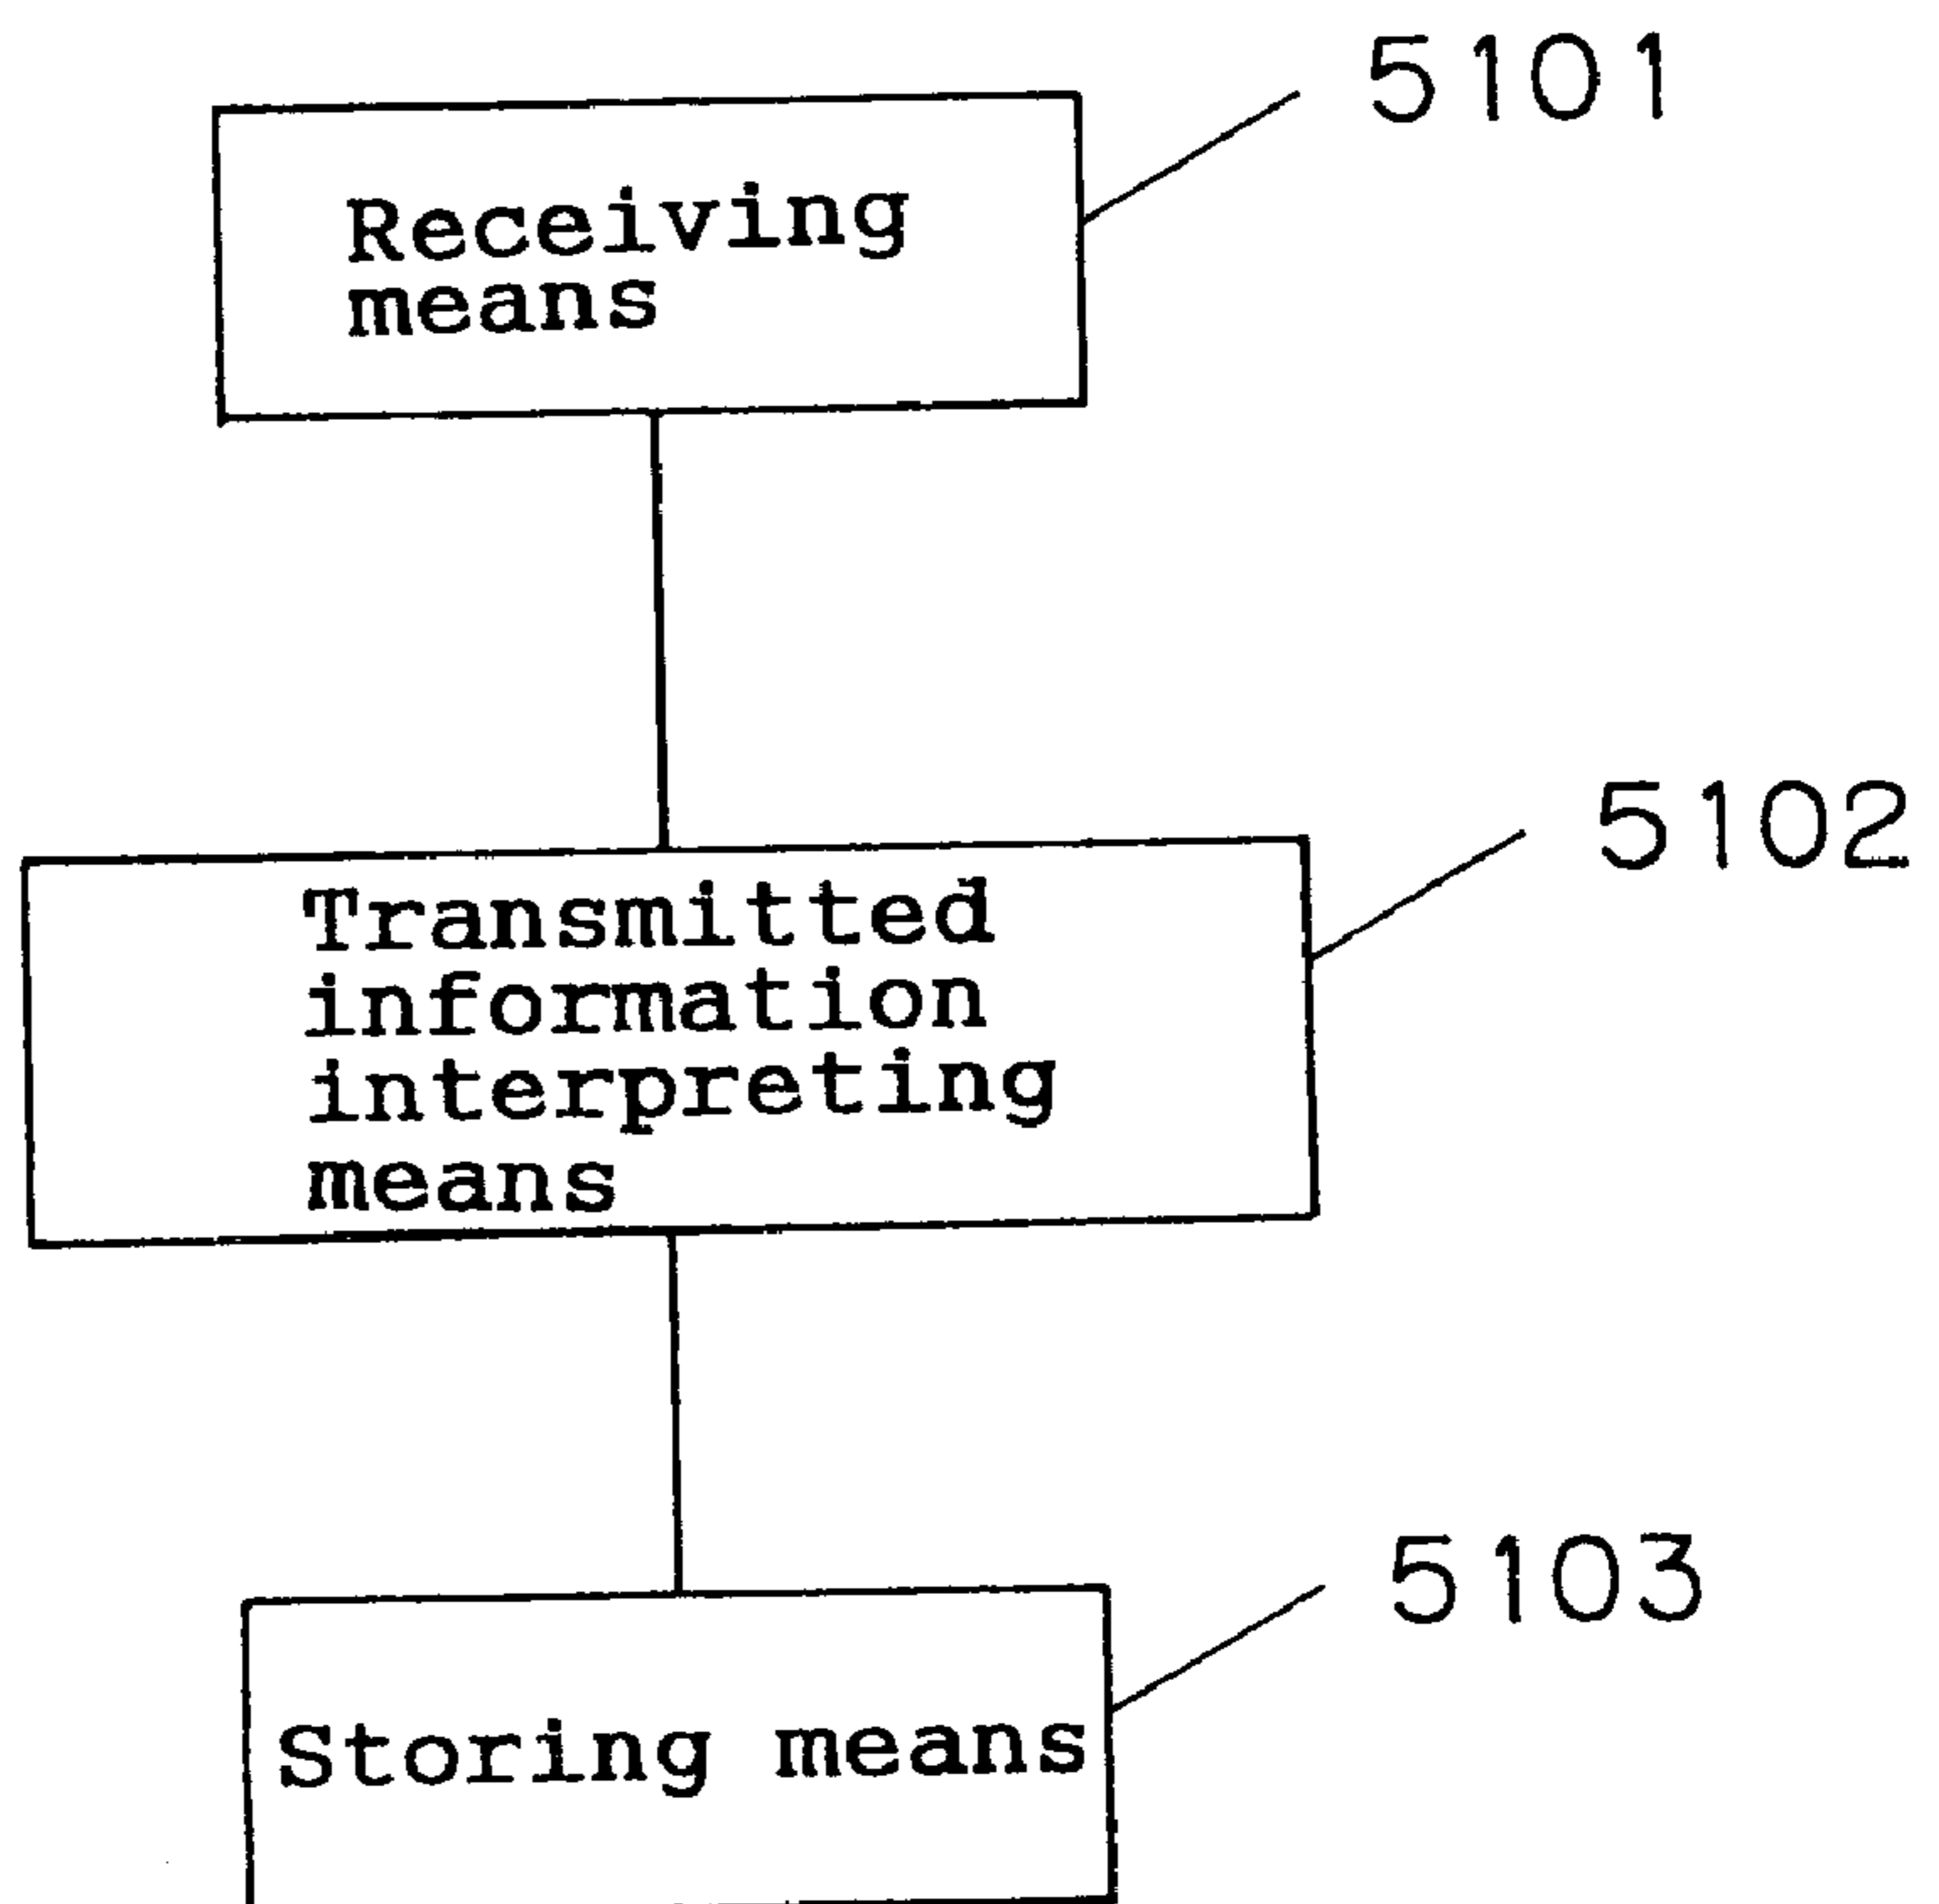 5101
Receiving
means
5102
Transmitted
information
interpreting
means
5103
Storing means